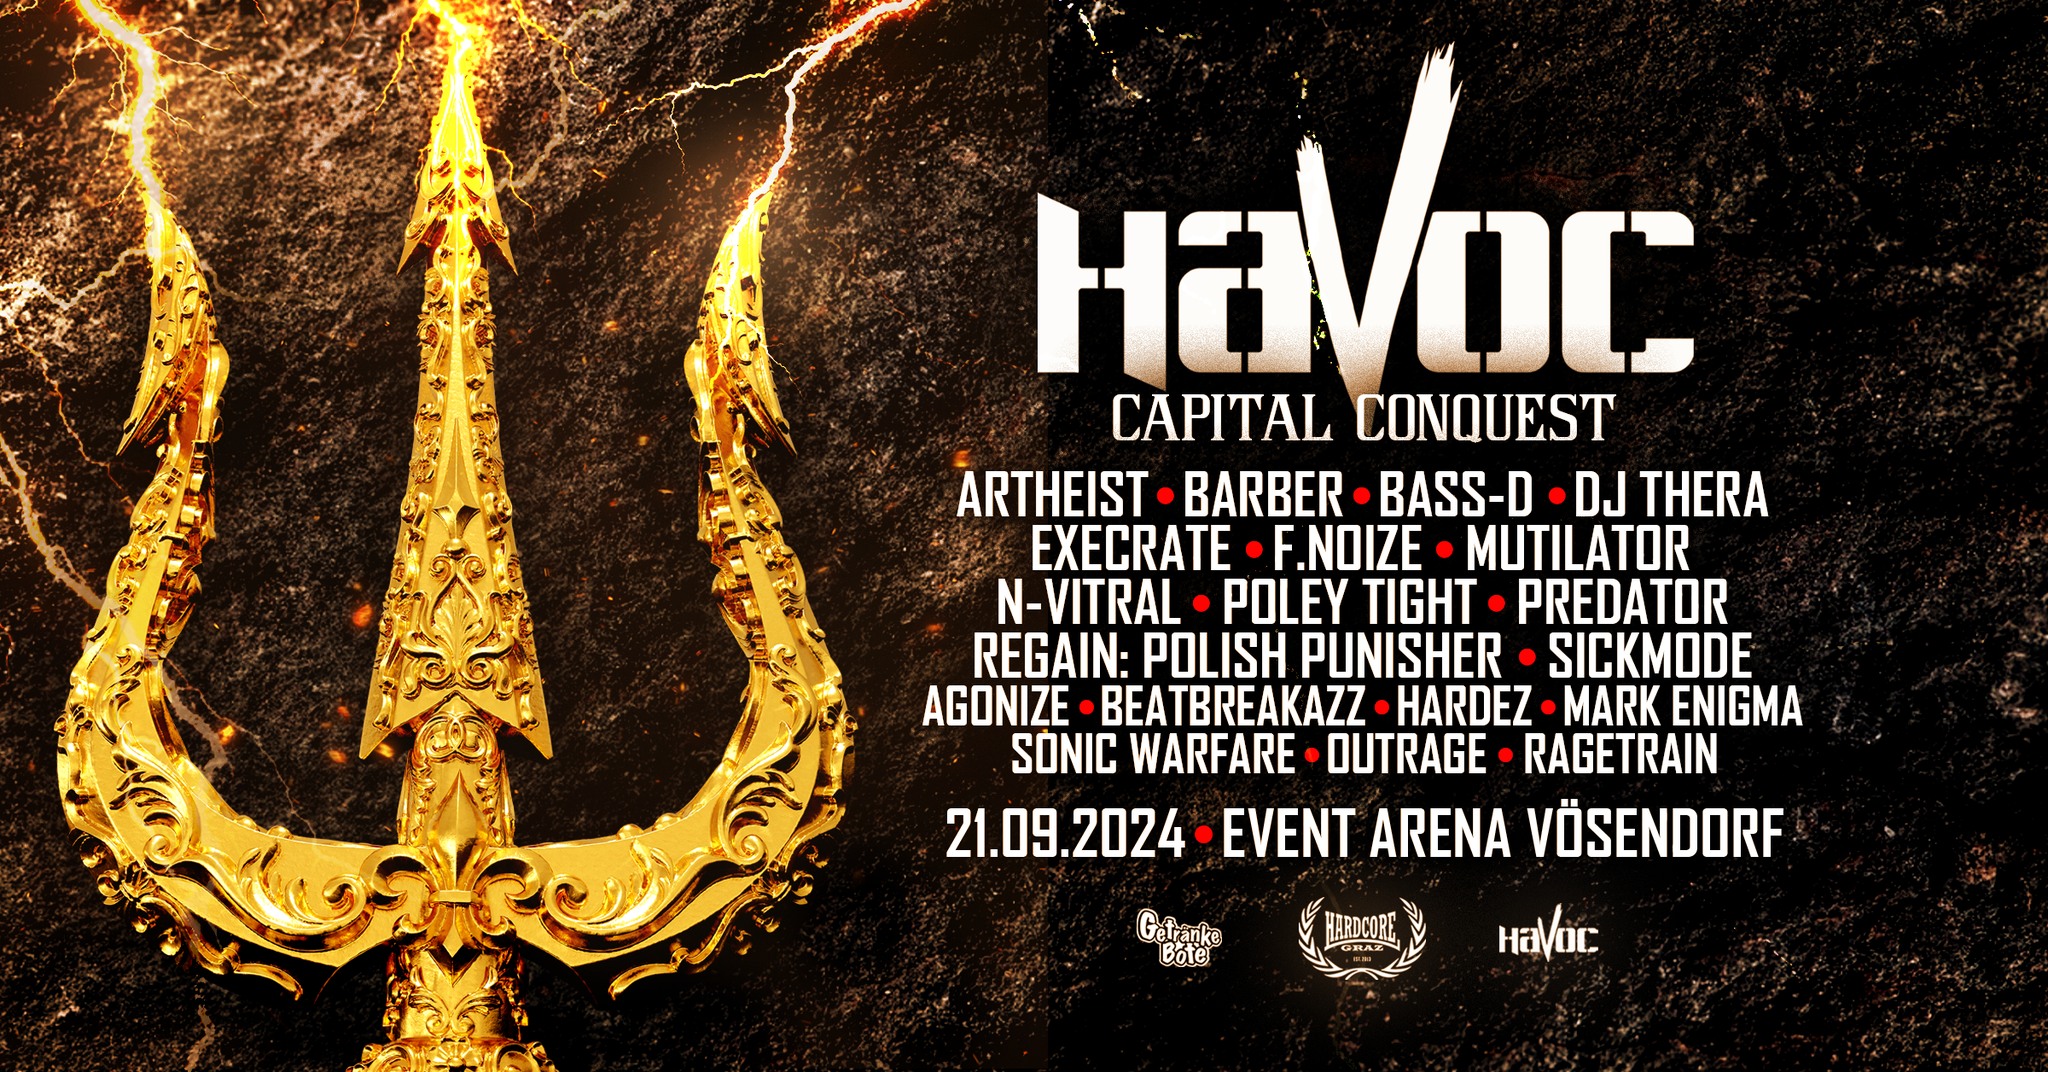 HaVoc
CAPITAL CONQUEST
ARTHEIST • BARBER • BASS-D • DJ THERA
EXECRATE • F.NOIZE • MUTILATOR
N-VITRAL • POLEY TIGHT • PREDATOR
REGAIN: POLISH PUNISHER • SICKMODE
AGONIZE • BEATBREAKAZZ • HARDEZ • MARK ENIGMA
SONIC WARFARE • OUTRAGE • RAGETRAIN
21.09.2024 • EVENT ARENA VÖSENDORF
Getränke
Bote
HARDCORE
GRAZ
HaVoc